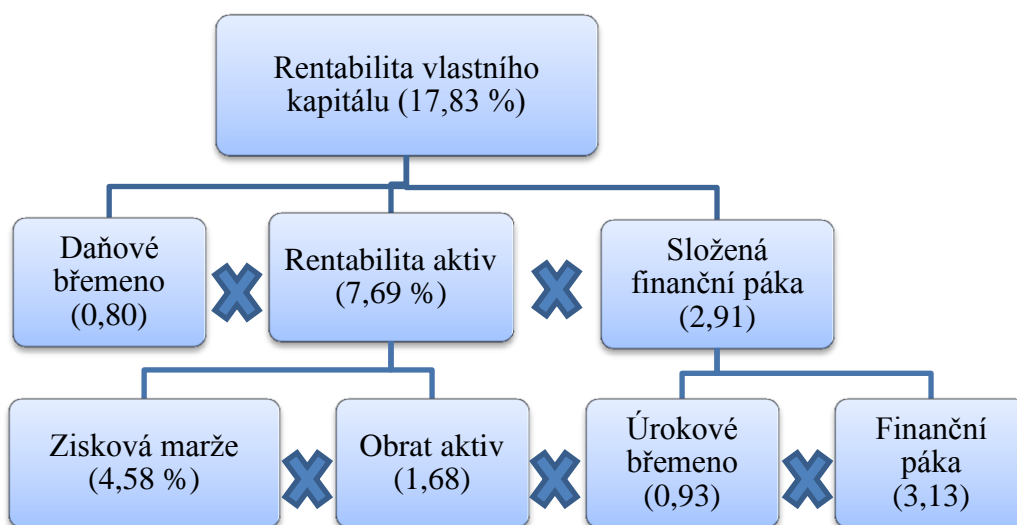 Rentabilita vlastního
kapitálu (17,83 %)
Daňové
břemeno
(0,80)
Rentabilita aktiv
(7,69 %)
Složená
finanční páka
(2,91)
Zisková marže
(4,58 %)
Obrat aktiv
(1,68)
Úrokové
břemeno
(0,93)
Finanční
páka
(3,13)